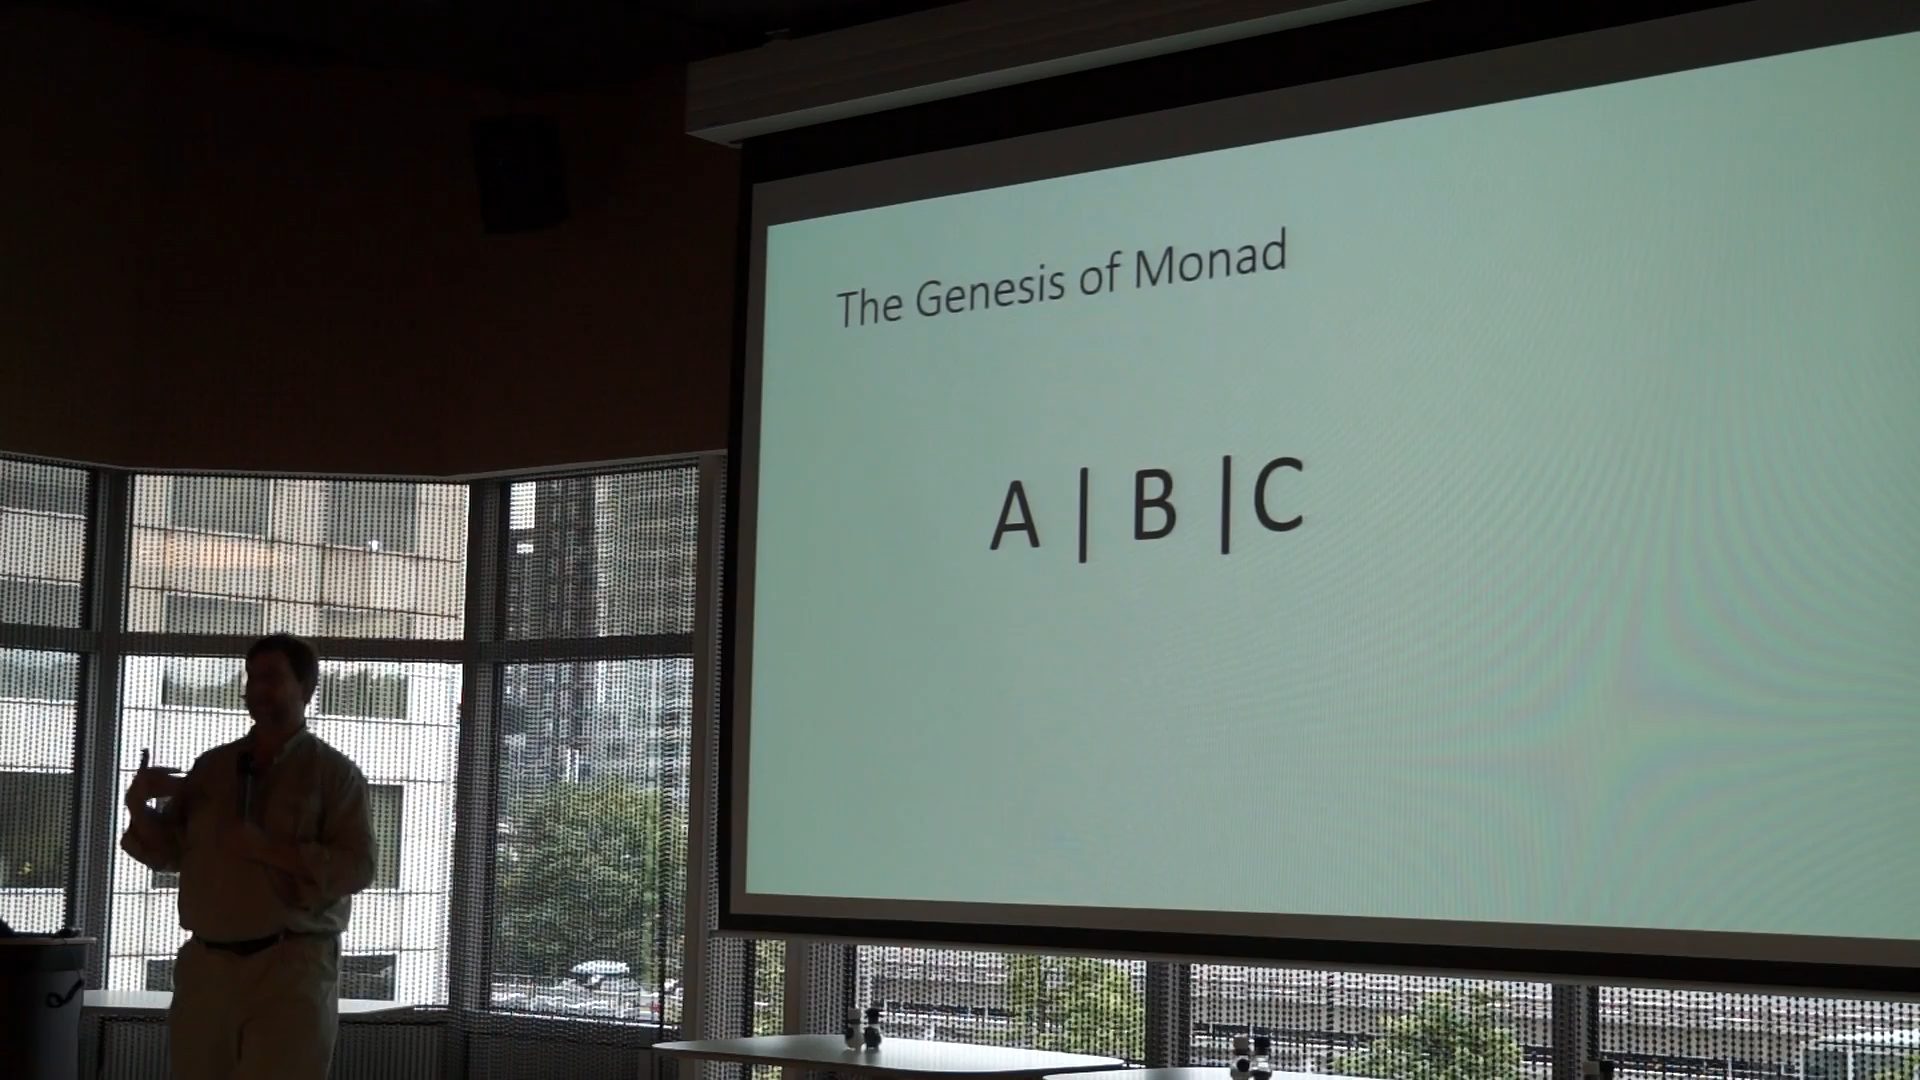 The Genesis of Monad
A | B |C